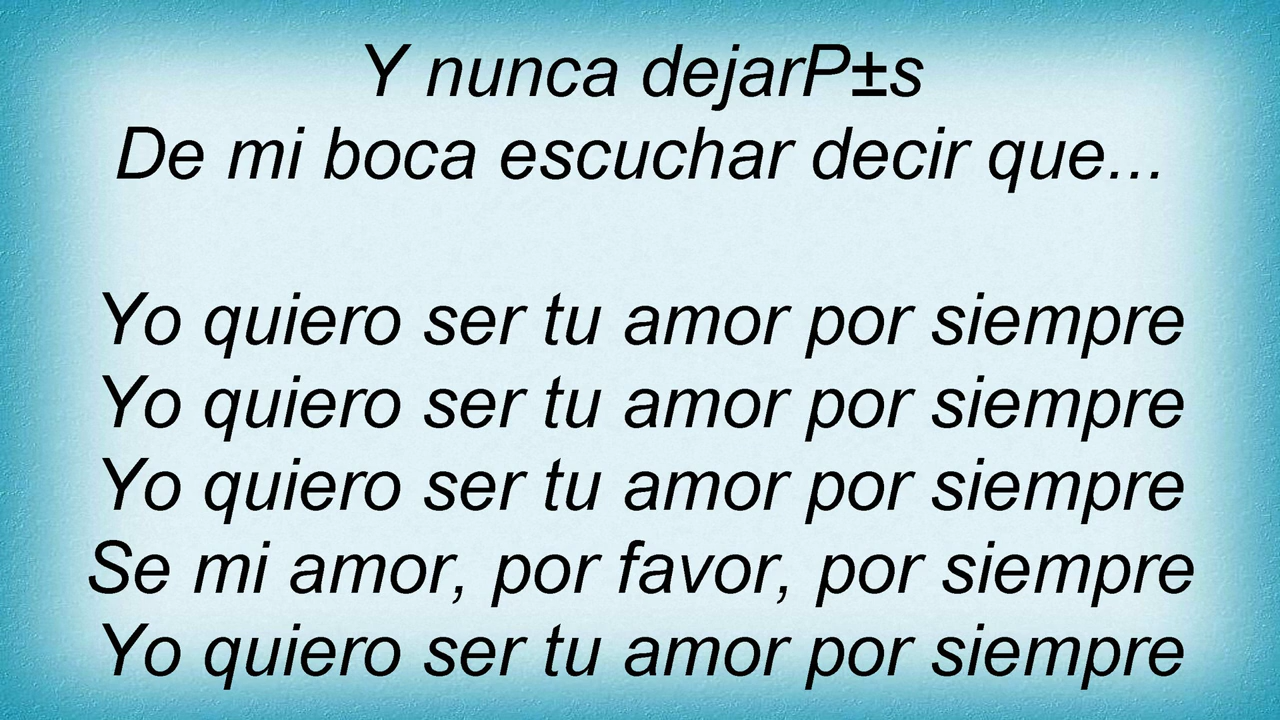 Y nunca dejarP±s
De mi boca escuchar decir que...
Yo quiero ser tu amor por siempre
Yo quiero ser tu amor por siempre
Yo quiero ser tu amor por siempre
Se mi amor, por favor, por siempre
Yo quiero ser tu amor por siempre